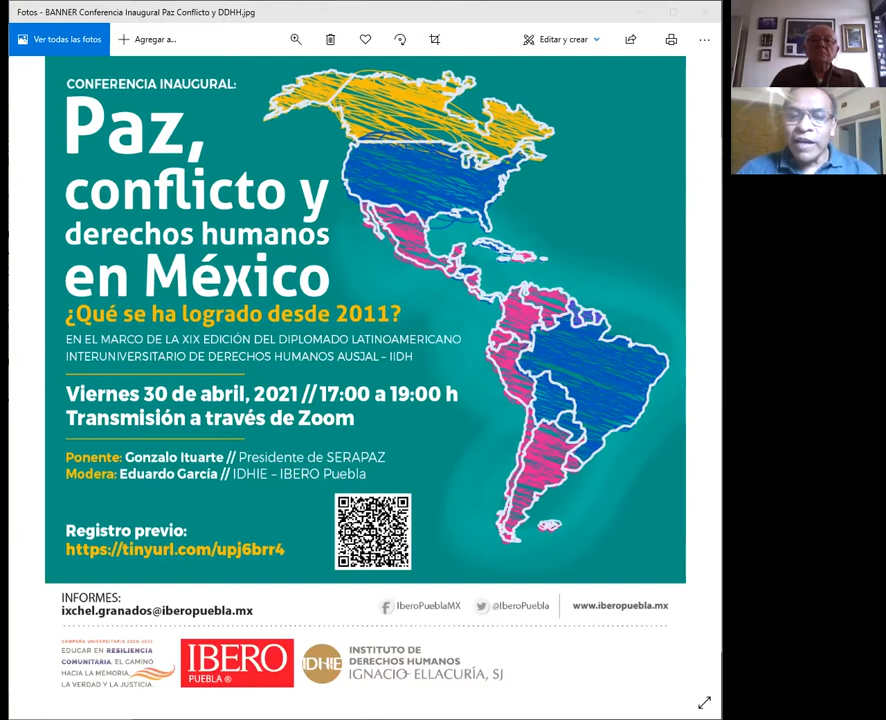 Fotos - BANNER Conferencia Inaugural Paz Conflicto y DDHH.jpg
Ver todas las fotos
Agregar a...
Editar y crear
CONFERENCIA INAUGURAL:
Paz,
conflicto y
derechos humanos
en México
¿Qué se ha logrado desde 2011?
EN EL MARCO DE LA XIX EDICIÓN DEL DIPLOMADO LATINOAMERICANO
INTERUNIVERSITARIO DE DERECHOS HUMANOS AUSJAL – IIDH
Viernes 30 de abril, 2021 // 17:00 a 19:00 h
Transmisión a través de Zoom
Ponente: Gonzalo Ituarte // Presidente de SERAPAZ
Modera: Eduardo García // IDHIE – IBERO Puebla
Registro previo:
https://tinyurl.com/upj6brr4
INFORMES:
ixchel.granados@iberopuebla.mx
IberoPueblaMX
@IberoPuebla
www.iberopuebla.mx
CAMPAÑA UNIVERSITARIA 2020-2021
EDUCAR EN RESILIENCIA
COMUNITARIA: EL CAMINO
HACIA LA MEMORIA,
LA VERDAD Y LA JUSTICIA.
IBERO
PUEBLA ®
IDHIE
INSTITUTO DE
DERECHOS HUMANOS
IGNACIO ELLACURÍA, SJ